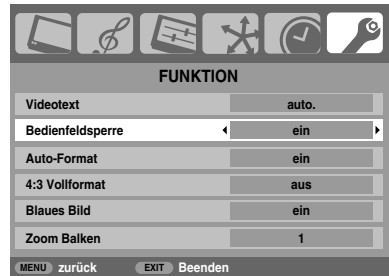 FUNKTION
Videotext auto.
Bedienfeldsperre ein
Auto-Format ein
4:3 Vollformat aus
Blaues Bild ein
Zoom Balken 1
MENU zurück EXIT Beenden